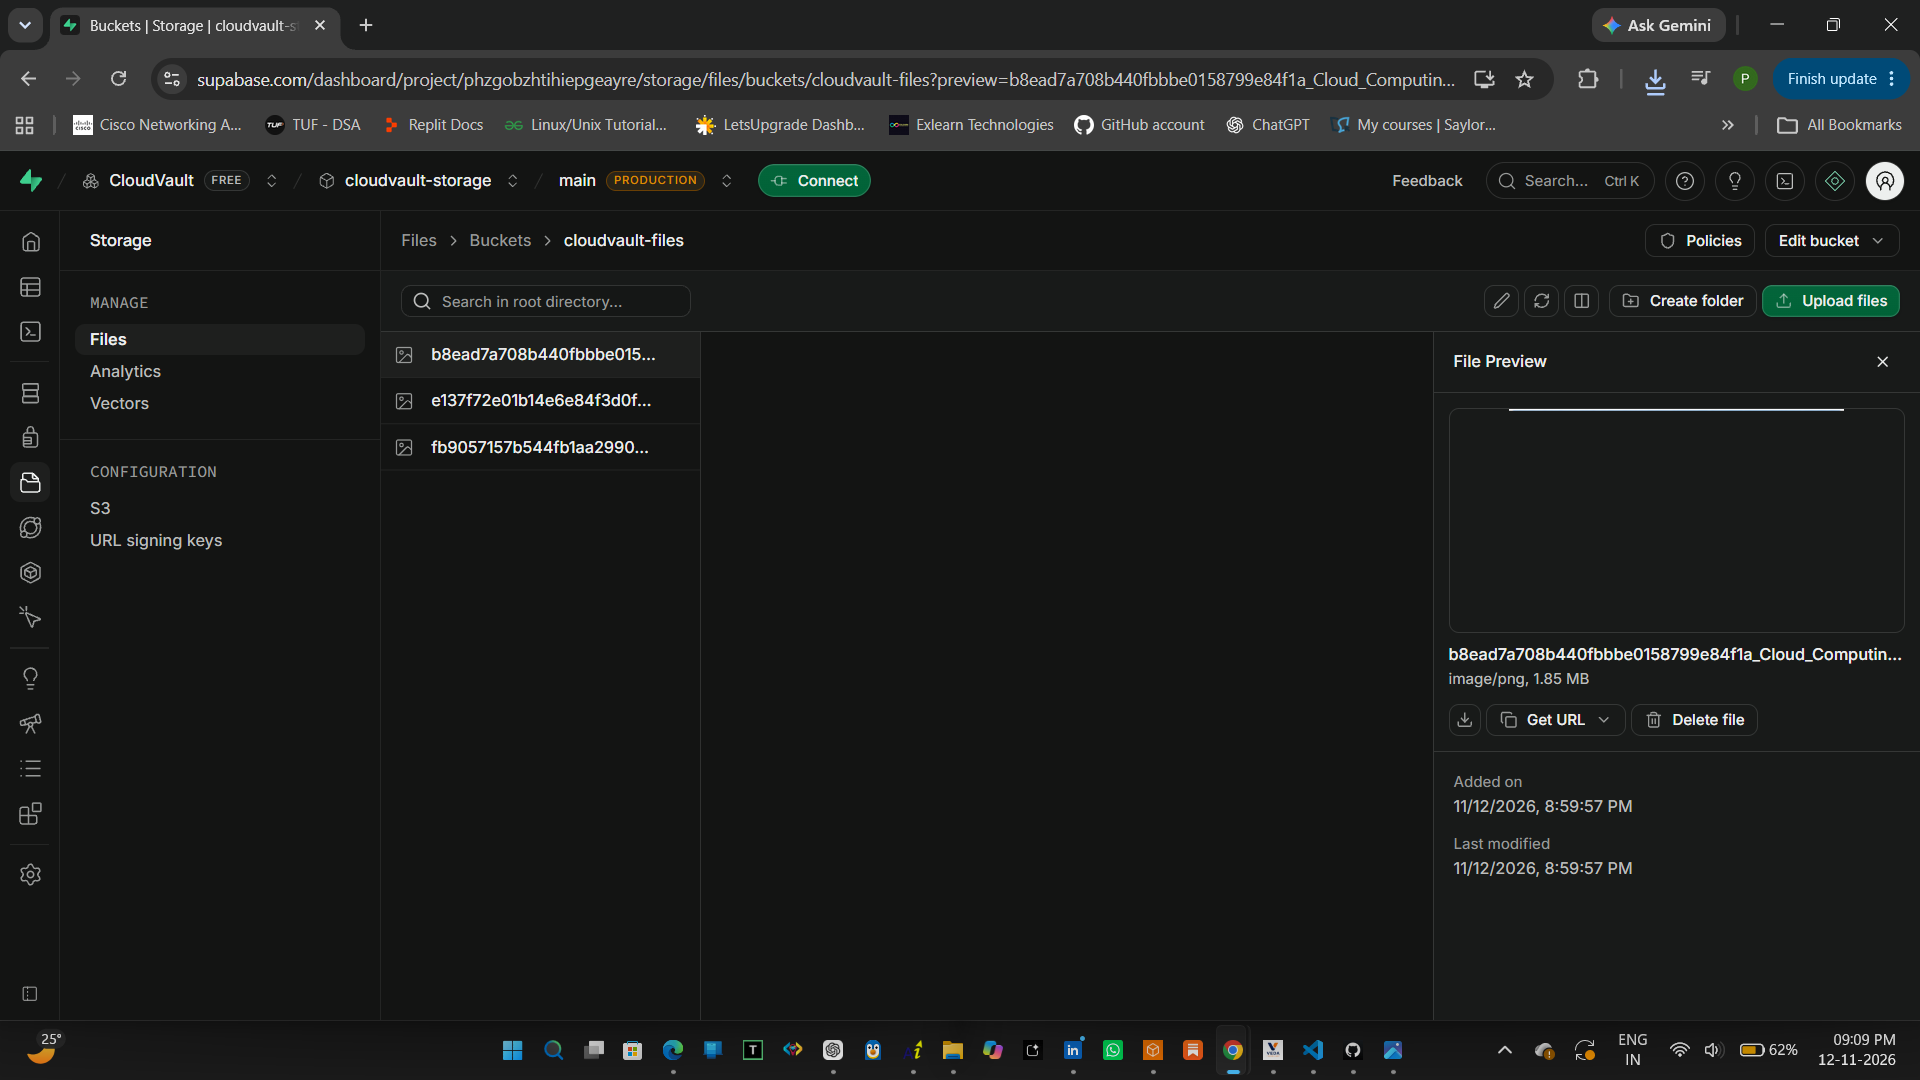 Buckets | Storage | cloudvault-s
Ask Gemini
supabase.com/dashboard/project/phzgobzhtihiepgeayre/storage/files/buckets/cloudvault-files?preview=b8ead7a708b440fbbbe0158799e84f1a_Cloud_Computin...
P
Finish update
Cisco Networking A...
TUF - DSA
Replit Docs
Linux/Unix Tutorial...
LetsUpgrade Dashb...
Exlearn Technologies
GitHub account
ChatGPT
My courses | Saylor...
All Bookmarks
CloudVault FREE
cloudvault-storage
main PRODUCTION
Connect
Feedback
Search... Ctrl K
Storage
Files > Buckets > cloudvault-files
Policies
Edit bucket
MANAGE
Files
Analytics
Vectors
CONFIGURATION
S3
URL signing keys
Search in root directory...
Create folder
Upload files
b8ead7a708b440fbbbe015...
e137f72e01b14e6e84f3d0f...
fb9057157b544fb1aa2990...
File Preview
b8ead7a708b440fbbbe0158799e84f1a_Cloud_Computin...
image/png, 1.85 MB
Get URL
Delete file
Added on
11/12/2026, 8:59:57 PM
Last modified
11/12/2026, 8:59:57 PM
25°
ENG
IN
62%
09:09 PM
12-11-2026